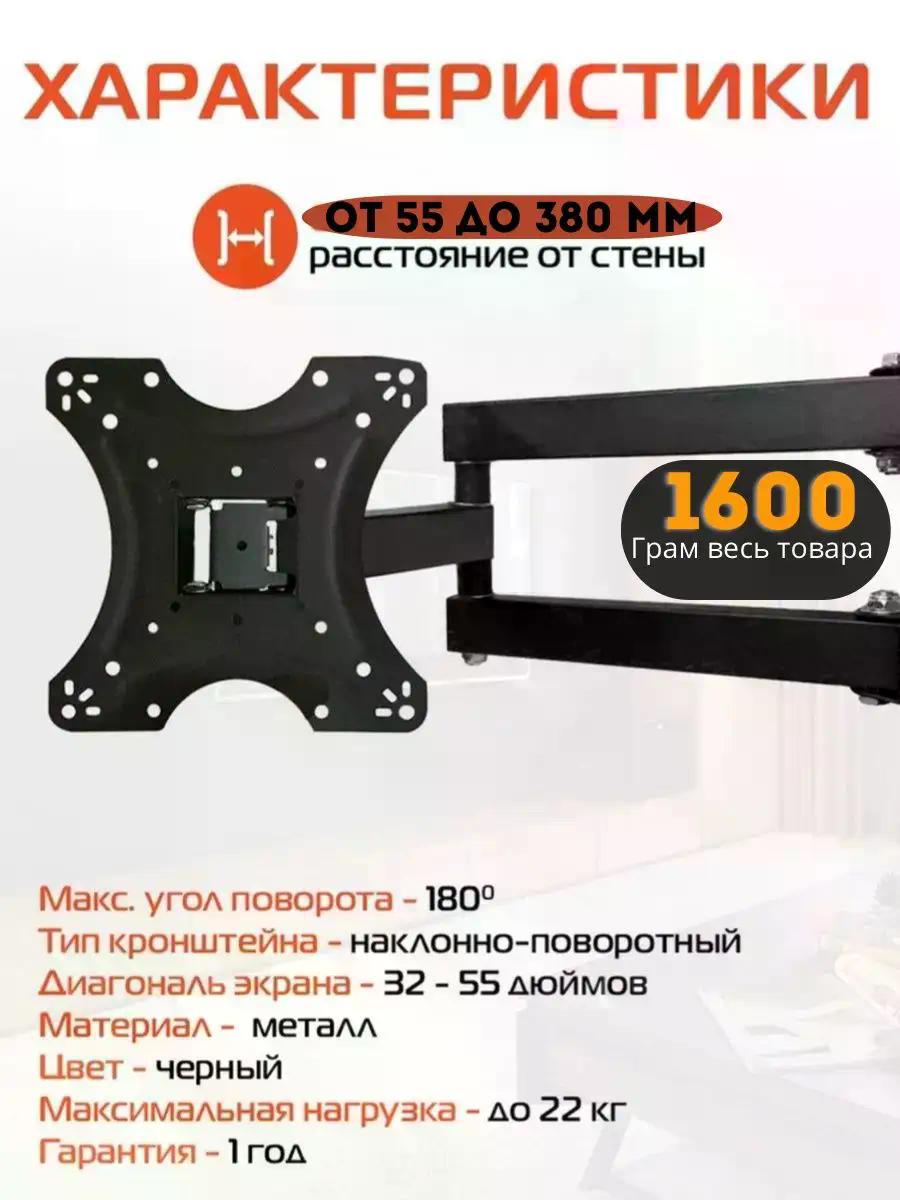 ХАРАКТЕРИСТИКИ
ОТ 55 ДО 380 ММ
расстояние от стены
1600
Грам весь товара
Макс. угол поворота - 180⁰
Тип кронштейна - наклонно-поворотный
Диагональ экрана - 32 - 55 дюймов
Материал - металл
Цвет - черный
Максимальная нагрузка - до 22 кг
Гарантия - 1 год